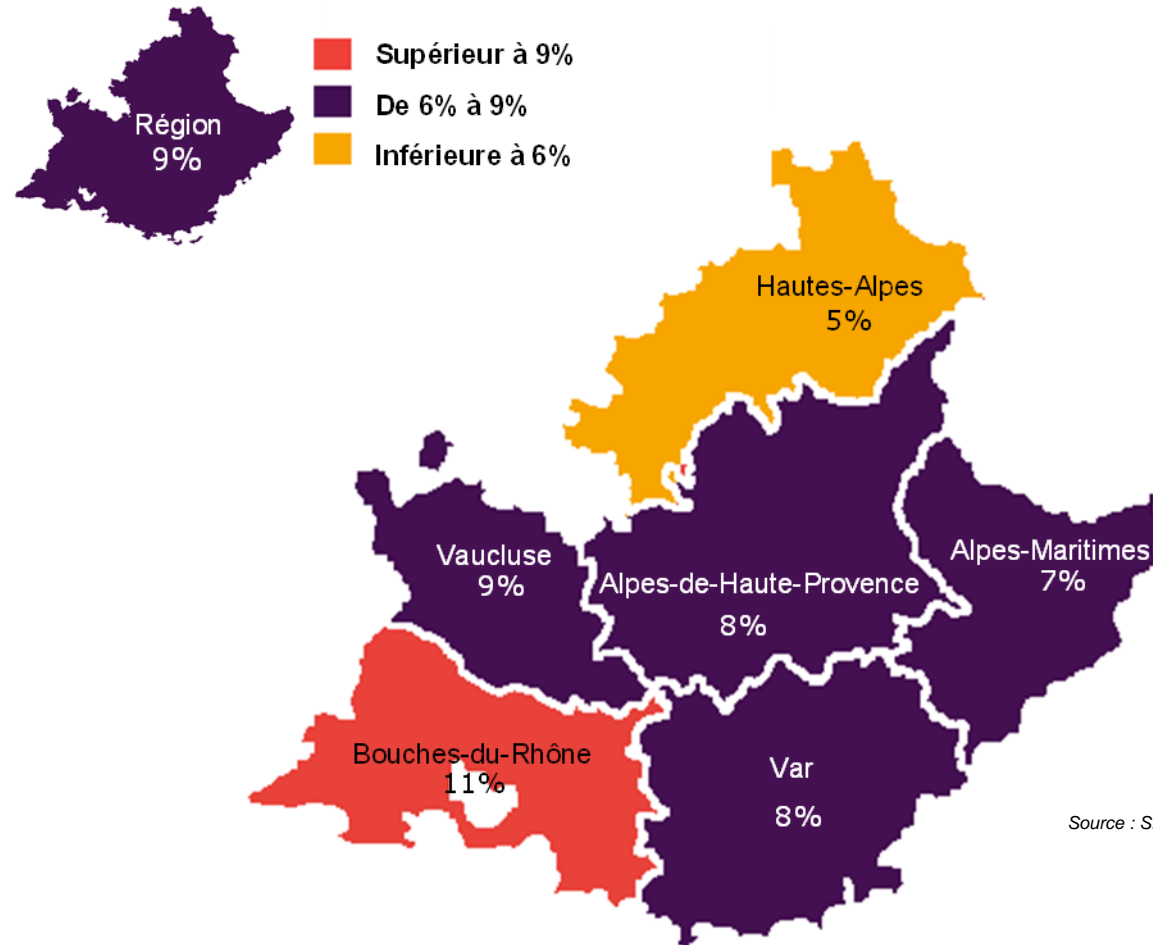 Supérieur à 9%
De 6% à 9%
Inférieure à 6%
Région
9%
Hautes-Alpes
5%
Vaucluse
9%
Alpes-de-Haute-Provence
8%
Alpes-Maritimes
7%
Bouches-du-Rhône
11%
Var
8%
Source : S